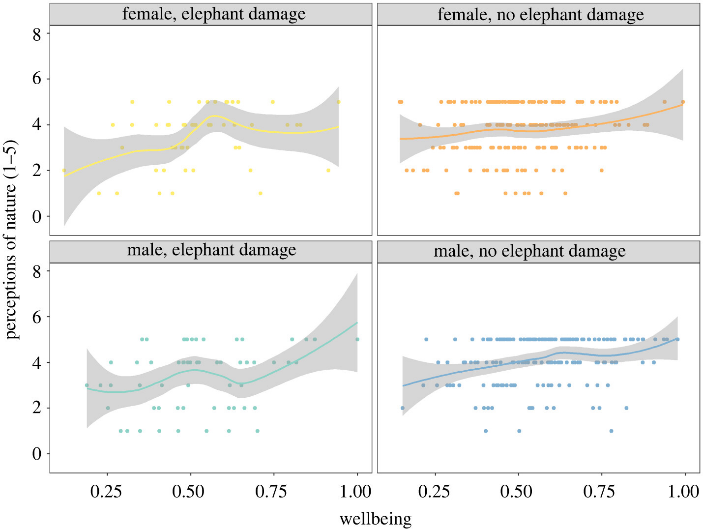 female, elephant damage
female, no elephant damage
8
6
4
2
0
male, elephant damage
male, no elephant damage
8
6
4
2
0
perceptions of nature (1–5)
0.25 0.50 0.75 1.00 0.25 0.50 0.75 1.00
wellbeing